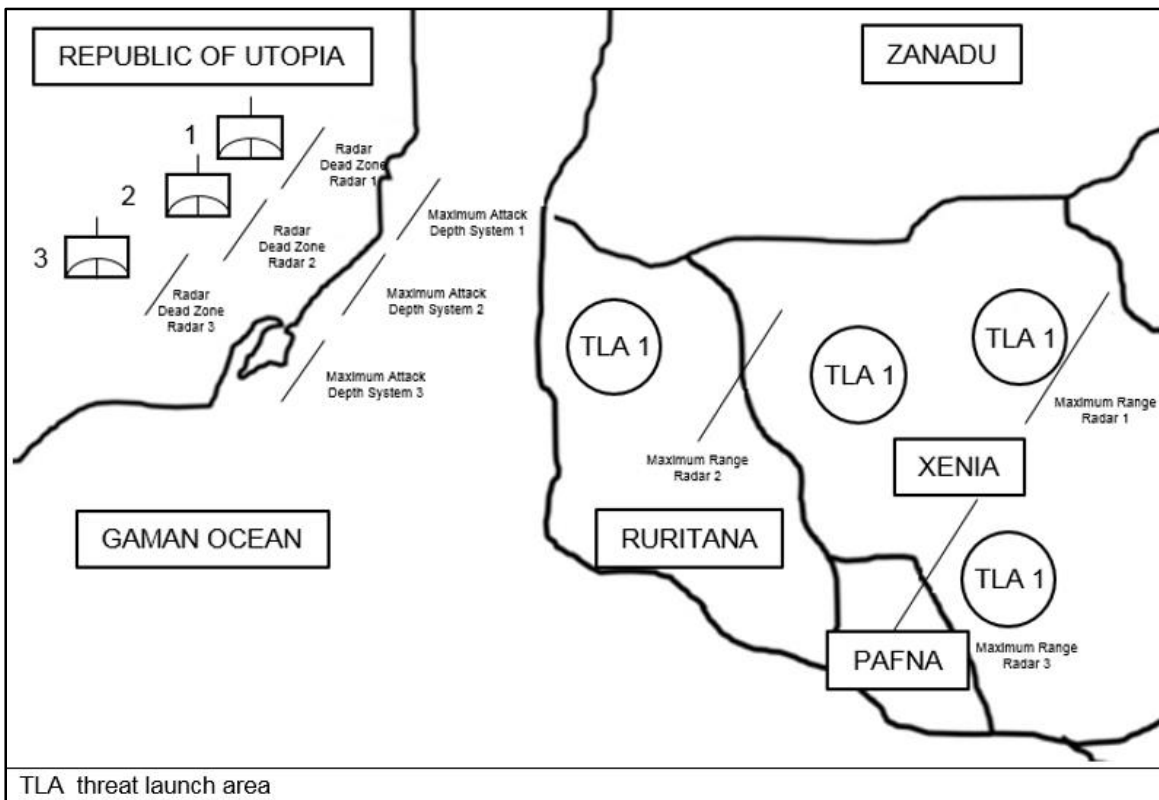 REPUBLIC OF UTOPIA
ZANADU
1
Radar
Dead Zone
Radar 1
2
Maximum Attack
Depth System 1
3
Radar
Dead Zone
Radar 2
Radar
Dead Zone
Radar 3
Maximum Attack
Depth System 2
TLA 1
TLA 1
TLA 1
Maximum Attack
Depth System 3
Maximum Range
Radar 1
Maximum Range
Radar 2
XENIA
GAMAN OCEAN
RURITANA
TLA 1
PAFNA
Maximum Range
Radar 3
TLA threat launch area